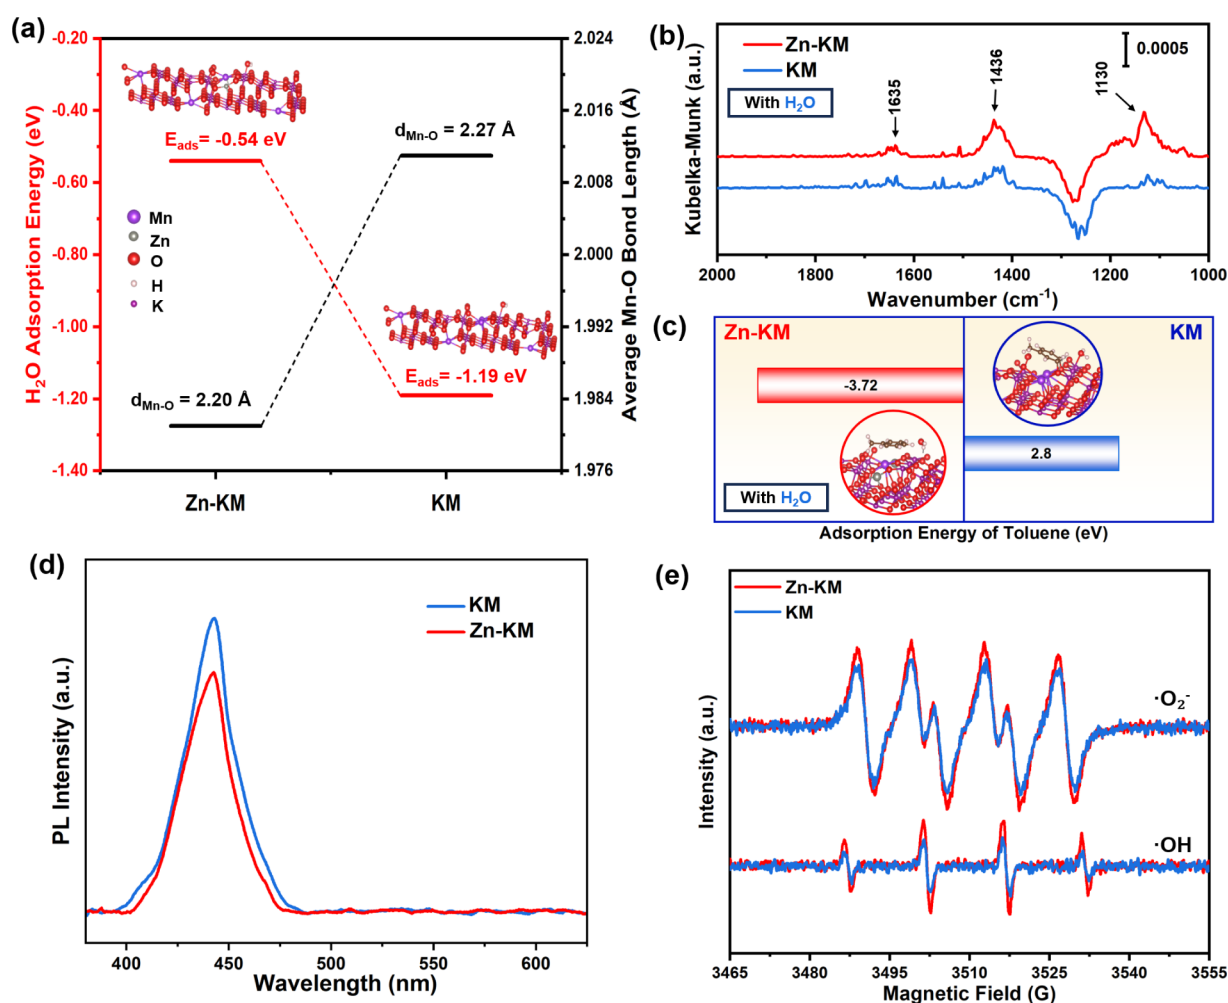 (a)
-0.20
-0.40
-0.60
-0.80
-1.00
-1.20
-1.40
H2O Adsorption Energy (eV)
2.024
2.016
2.008
2.000
1.992
1.984
1.976
Average Mn-O Bond Length (Å)
Eads= -0.54 eV
dMn-O = 2.27 Å
Mn
Zn
O
H
K
dMn-O = 2.20 Å
Eads= -1.19 eV
Zn-KM
KM
(b)
Kubelka-Munk (a.u.)
Zn-KM
KM
With H2O
1635
1436
1130
0.0005
2000
1800
1600
1400
1200
1000
Wavenumber (cm-1)
(c)
Zn-KM
KM
-3.72
2.8
With H2O
Adsorption Energy of Toluene (eV)
(d)
PL Intensity (a.u.)
KM
Zn-KM
400
450
500
550
600
Wavelength (nm)
(e)
Intensity (a.u.)
Zn-KM
KM
·O2-
·OH
3465
3480
3495
3510
3525
3540
3555
Magnetic Field (G)